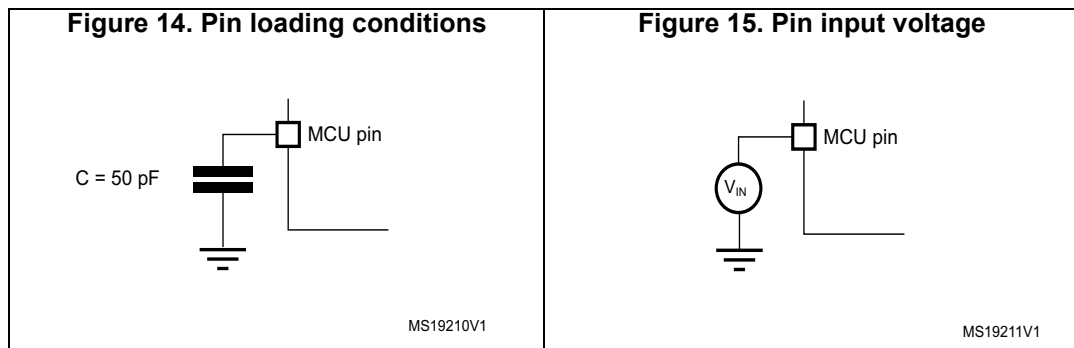 Figure 14. Pin loading conditions
MCU pin
C = 50 pF
MS19210V1
Figure 15. Pin input voltage
MCU pin
VIN
MS19211V1